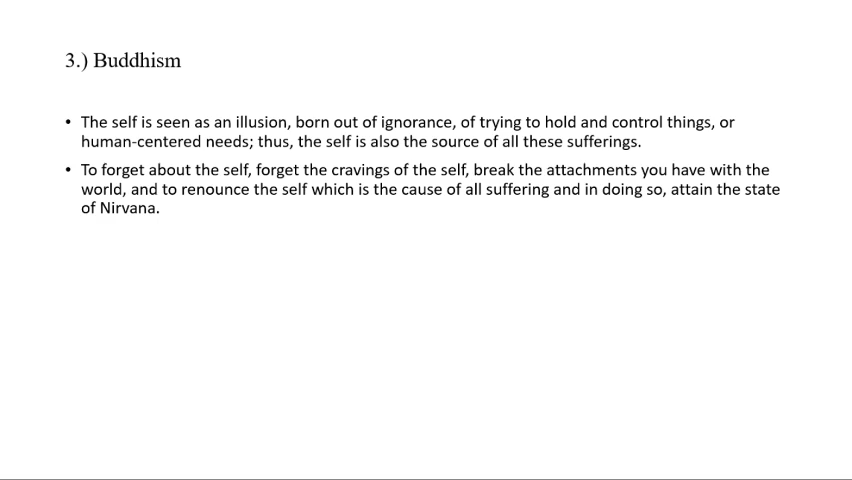 3.) Buddhism
• The self is seen as an illusion, born out of ignorance, of trying to hold and control things, or
human-centered needs; thus, the self is also the source of all these sufferings.
• To forget about the self, forget the cravings of the self, break the attachments you have with the
world, and to renounce the self which is the cause of all suffering and in doing so, attain the state
of Nirvana.